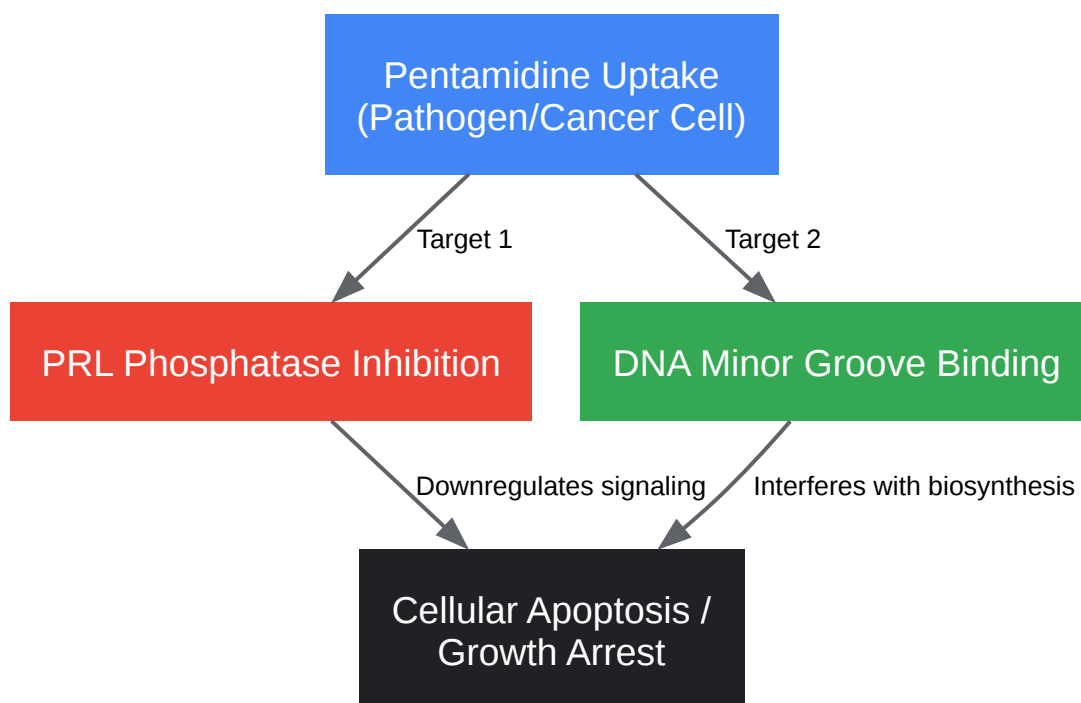 Pentamidine Uptake
(Pathogen/Cancer Cell)
Target 1
Target 2
PRL Phosphatase Inhibition
DNA Minor Groove Binding
Downregulates signaling
Interferes with biosynthesis
Cellular Apoptosis /
Growth Arrest